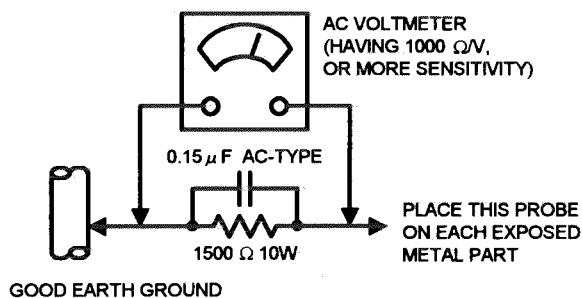 AC VOLTMETER
(HAVING 1000 Ω/V,
OR MORE SENSITIVITY)
0.15 μ F AC-TYPE
1500 Ω 10W
PLACE THIS PROBE
ON EACH EXPOSED
METAL PART
GOOD EARTH GROUND